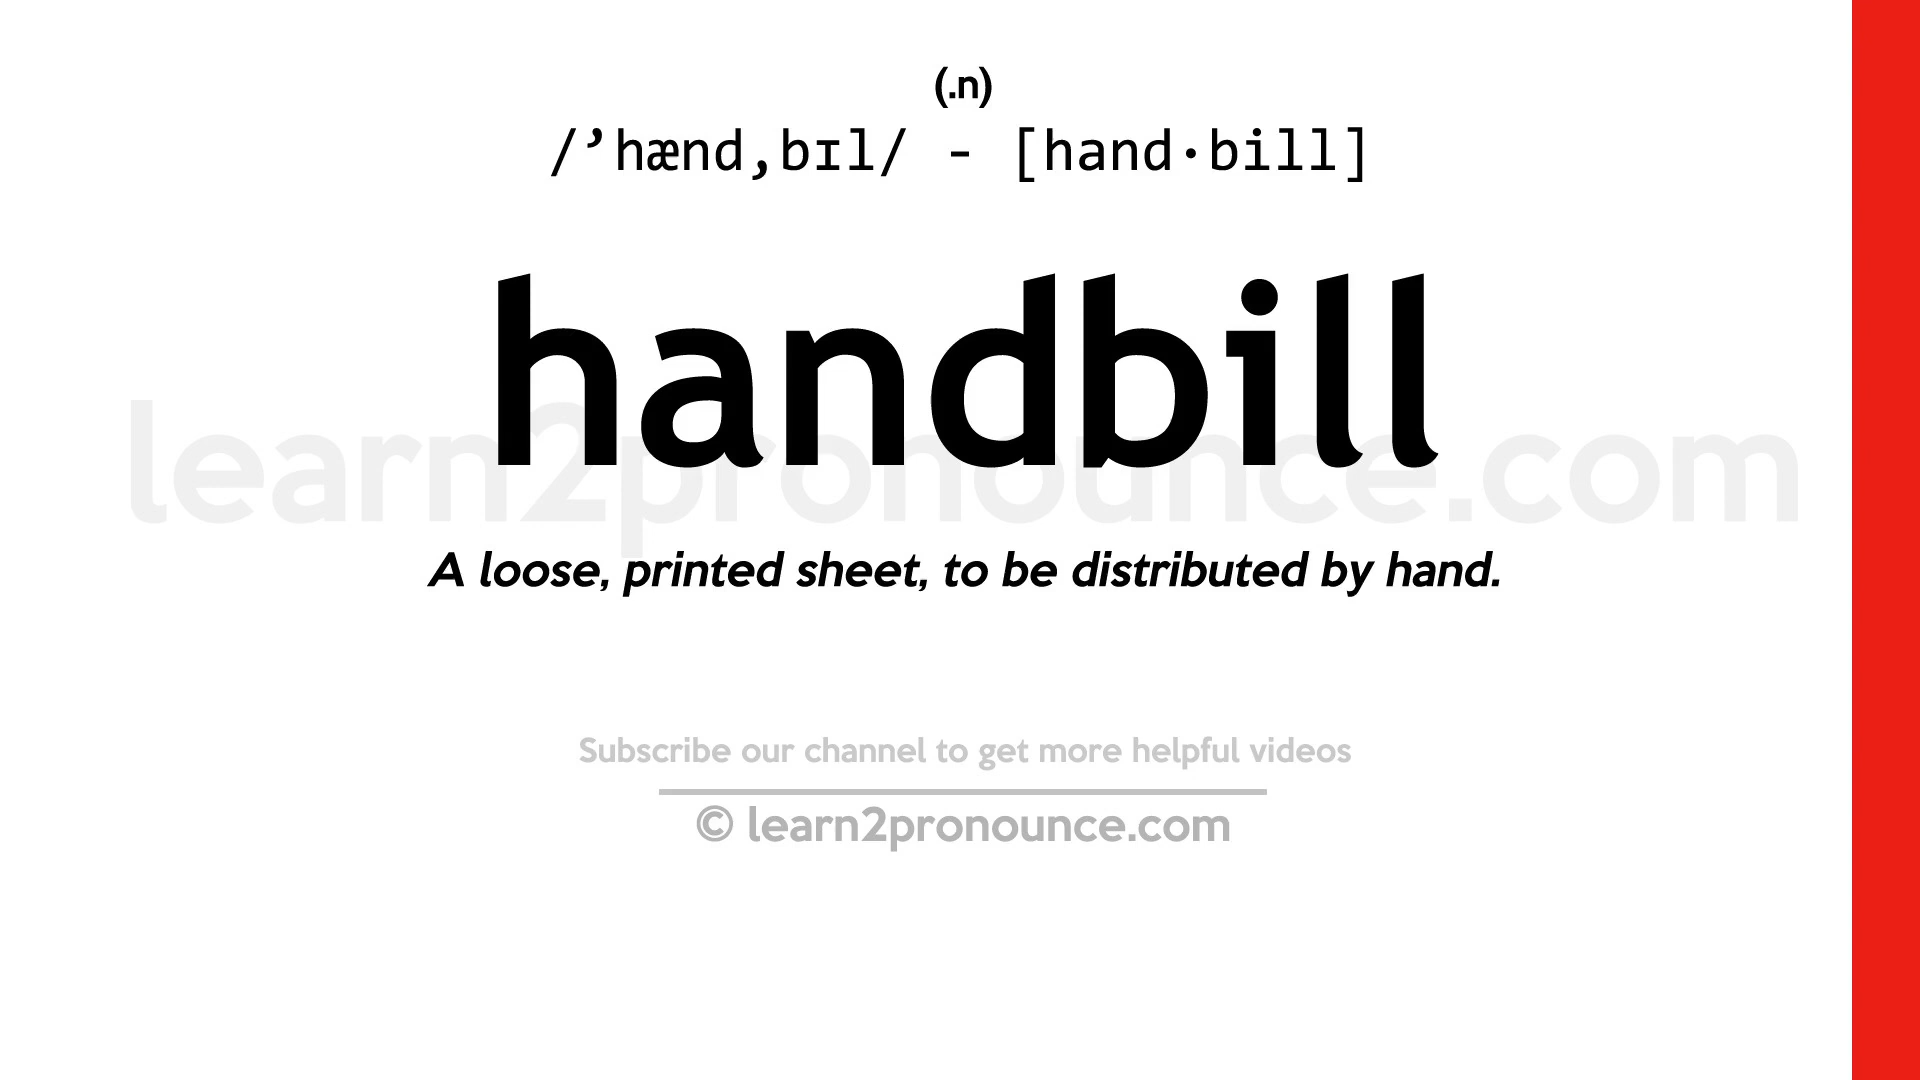 (.n)
/’hænd,bɪl/ - [hand·bill]
handbill
learn2pronounce.com
A loose, printed sheet, to be distributed by hand.
Subscribe our channel to get more helpful videos
© learn2pronounce.com